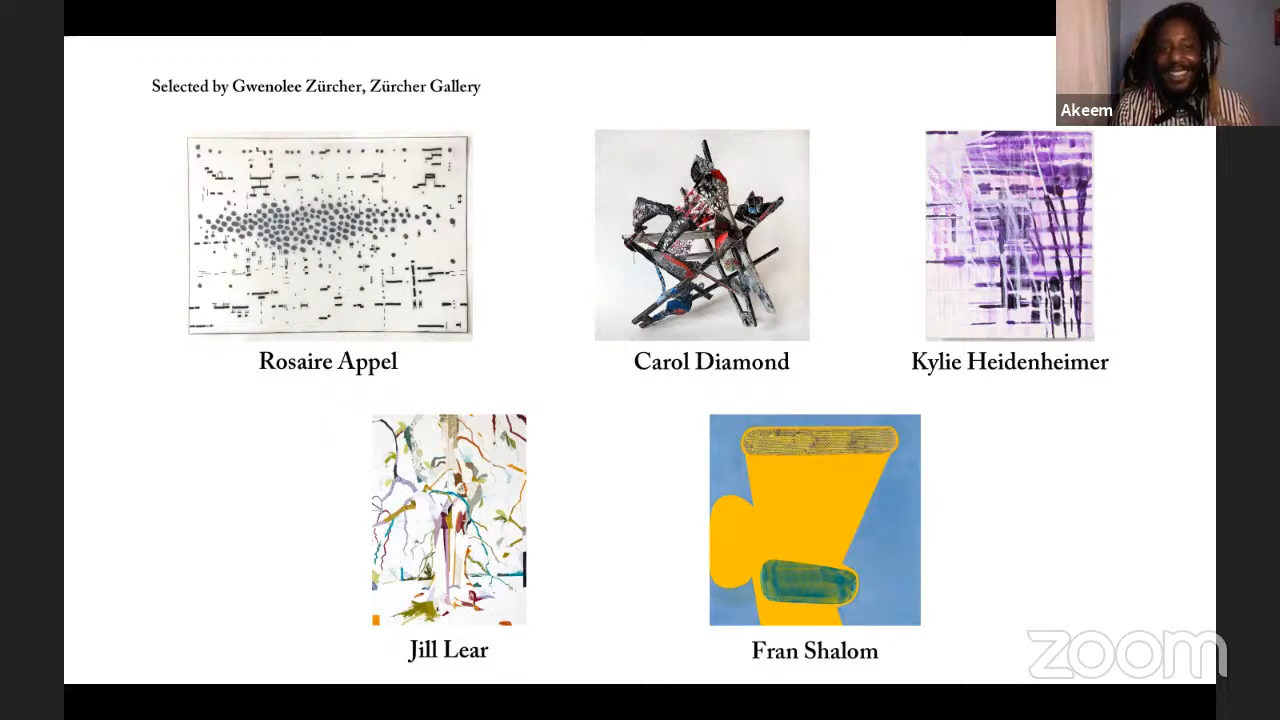 Selected by Gwenolee Zürcher, Zürcher Gallery
Akeem
Rosaire Appel
Carol Diamond
Kylie Heidenheimer
Jill Lear
Fran Shalom
zoom